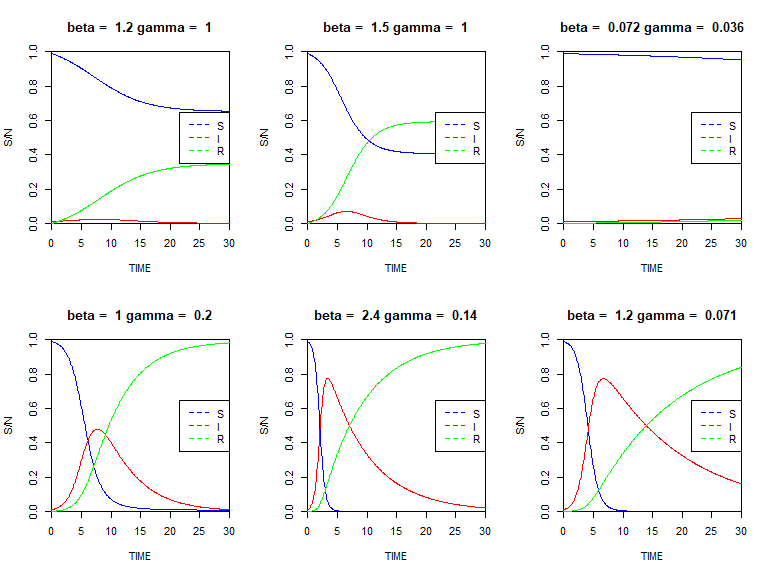 beta = 1.2 gamma = 1
S/N
1.0
0.8
0.6
0.4
0.2
0.0
S
I
R
0 5 10 15 20 25 30
TIME
beta = 1.5 gamma = 1
S/N
1.0
0.8
0.6
0.4
0.2
0.0
S
I
R
0 5 10 15 20 25 30
TIME
beta = 0.072 gamma = 0.036
S/N
1.0
0.8
0.6
0.4
0.2
0.0
S
I
R
0 5 10 15 20 25 30
TIME
beta = 1 gamma = 0.2
S/N
1.0
0.8
0.6
0.4
0.2
0.0
S
I
R
0 5 10 15 20 25 30
TIME
beta = 2.4 gamma = 0.14
S/N
1.0
0.8
0.6
0.4
0.2
0.0
S
I
R
0 5 10 15 20 25 30
TIME
beta = 1.2 gamma = 0.071
S/N
1.0
0.8
0.6
0.4
0.2
0.0
S
I
R
0 5 10 15 20 25 30
TIME